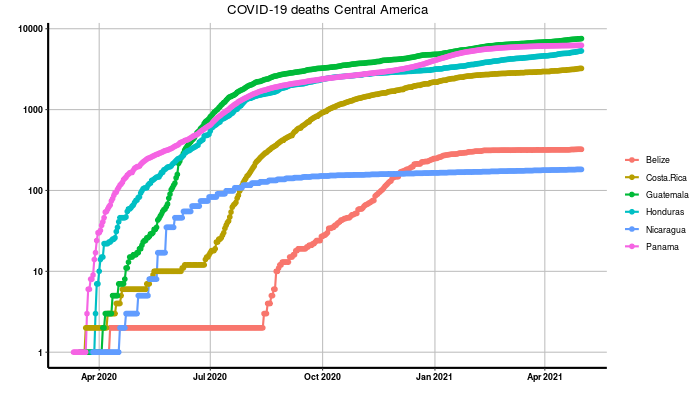 COVID-19 deaths Central America
10000
1000
100
10
1
Apr 2020
Jul 2020
Oct 2020
Jan 2021
Apr 2021
Belize
Costa.Rica
Guatemala
Honduras
Nicaragua
Panama